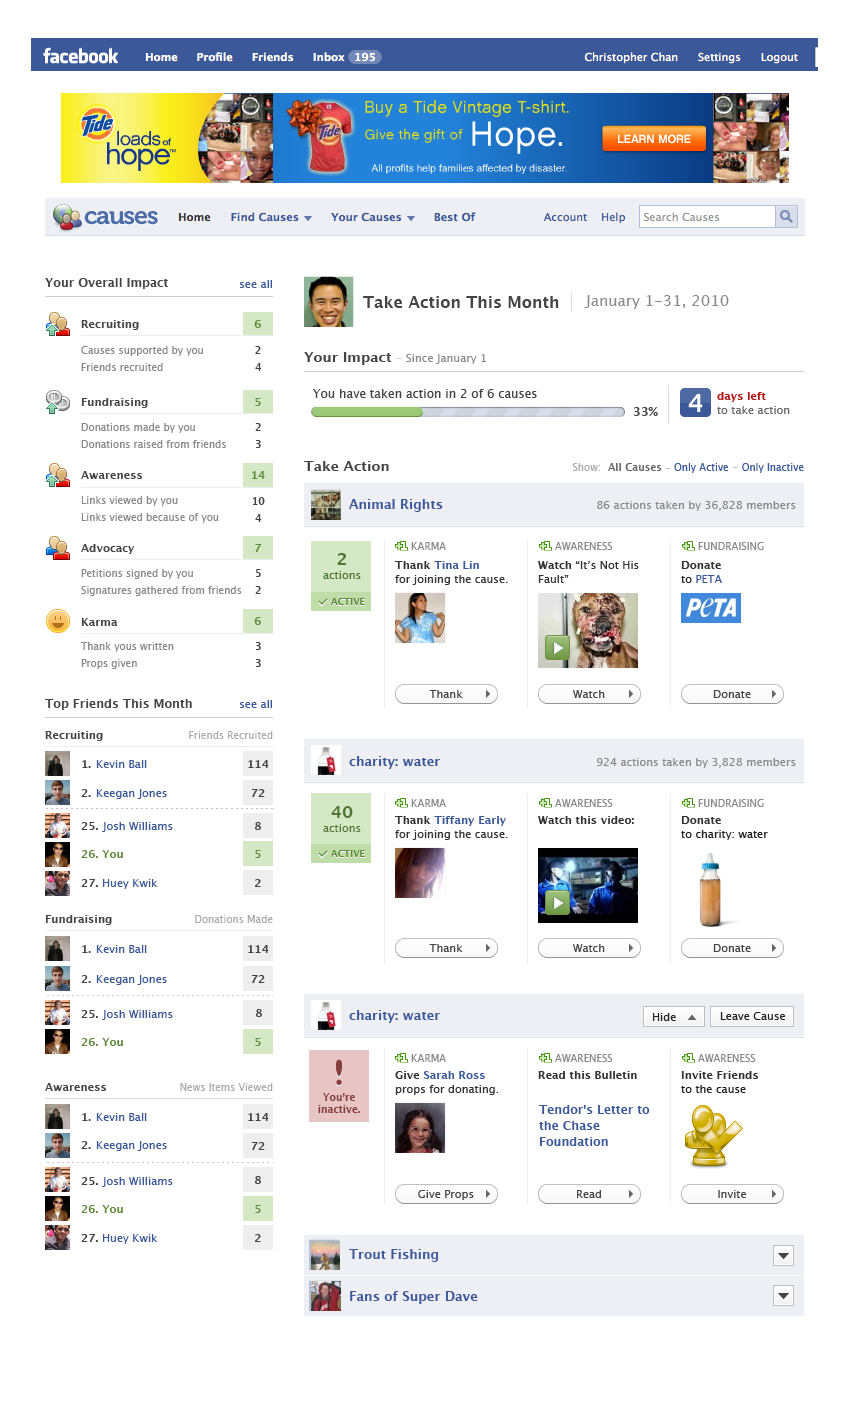 facebook Home Profile Friends Inbox 195 Christopher Chan Settings Logout
Tide
loads of
hope™
Tide
Buy a Tide Vintage T-shirt.
Give the gift of Hope.
All profits help families affected by disaster.
LEARN MORE
causes Home Find Causes Your Causes Best Of Account Help Search Causes
Your Overall Impact see all
Recruiting 6
Causes supported by you 2
Friends recruited 4
Fundraising 5
Donations made by you 2
Donations raised from friends 3
Awareness 14
Links viewed by you 10
Links viewed because of you 4
Advocacy 7
Petitions signed by you 5
Signatures gathered from friends 2
Karma 6
Thank yous written 3
Props given 3
Top Friends This Month see all
Recruiting Friends Recruited
1. Kevin Ball 114
2. Keegan Jones 72
25. Josh Williams 8
26. You 5
27. Huey Kwik 2
Fundraising Donations Made
1. Kevin Ball 114
2. Keegan Jones 72
25. Josh Williams 8
26. You 5
Awareness News Items Viewed
1. Kevin Ball 114
2. Keegan Jones 72
25. Josh Williams 8
26. You 5
27. Huey Kwik 2
Take Action This Month January 1-31, 2010
Your Impact – Since January 1
You have taken action in 2 of 6 causes
33%
4 days left
to take action
Take Action Show: All Causes – Only Active – Only Inactive
Animal Rights 86 actions taken by 36,828 members
2
actions
ACTIVE
KARMA
Thank Tina Lin
for joining the cause.
Thank
AWARENESS
Watch “It's Not His
Fault”
Watch
FUNDRAISING
Donate
to PETA
PETA
Donate
charity: water 924 actions taken by 3,828 members
40
actions
ACTIVE
KARMA
Thank Tiffany Early
for joining the cause.
Thank
AWARENESS
Watch this video:
Watch
FUNDRAISING
Donate
to charity: water
Donate
charity: water Hide Leave Cause
!
You're
inactive.
KARMA
Give Sarah Ross
props for donating.
Give Props
AWARENESS
Read this Bulletin
Tendor's Letter to
the Chase
Foundation
Read
AWARENESS
Invite Friends
to the cause
Invite
Trout Fishing
Fans of Super Dave